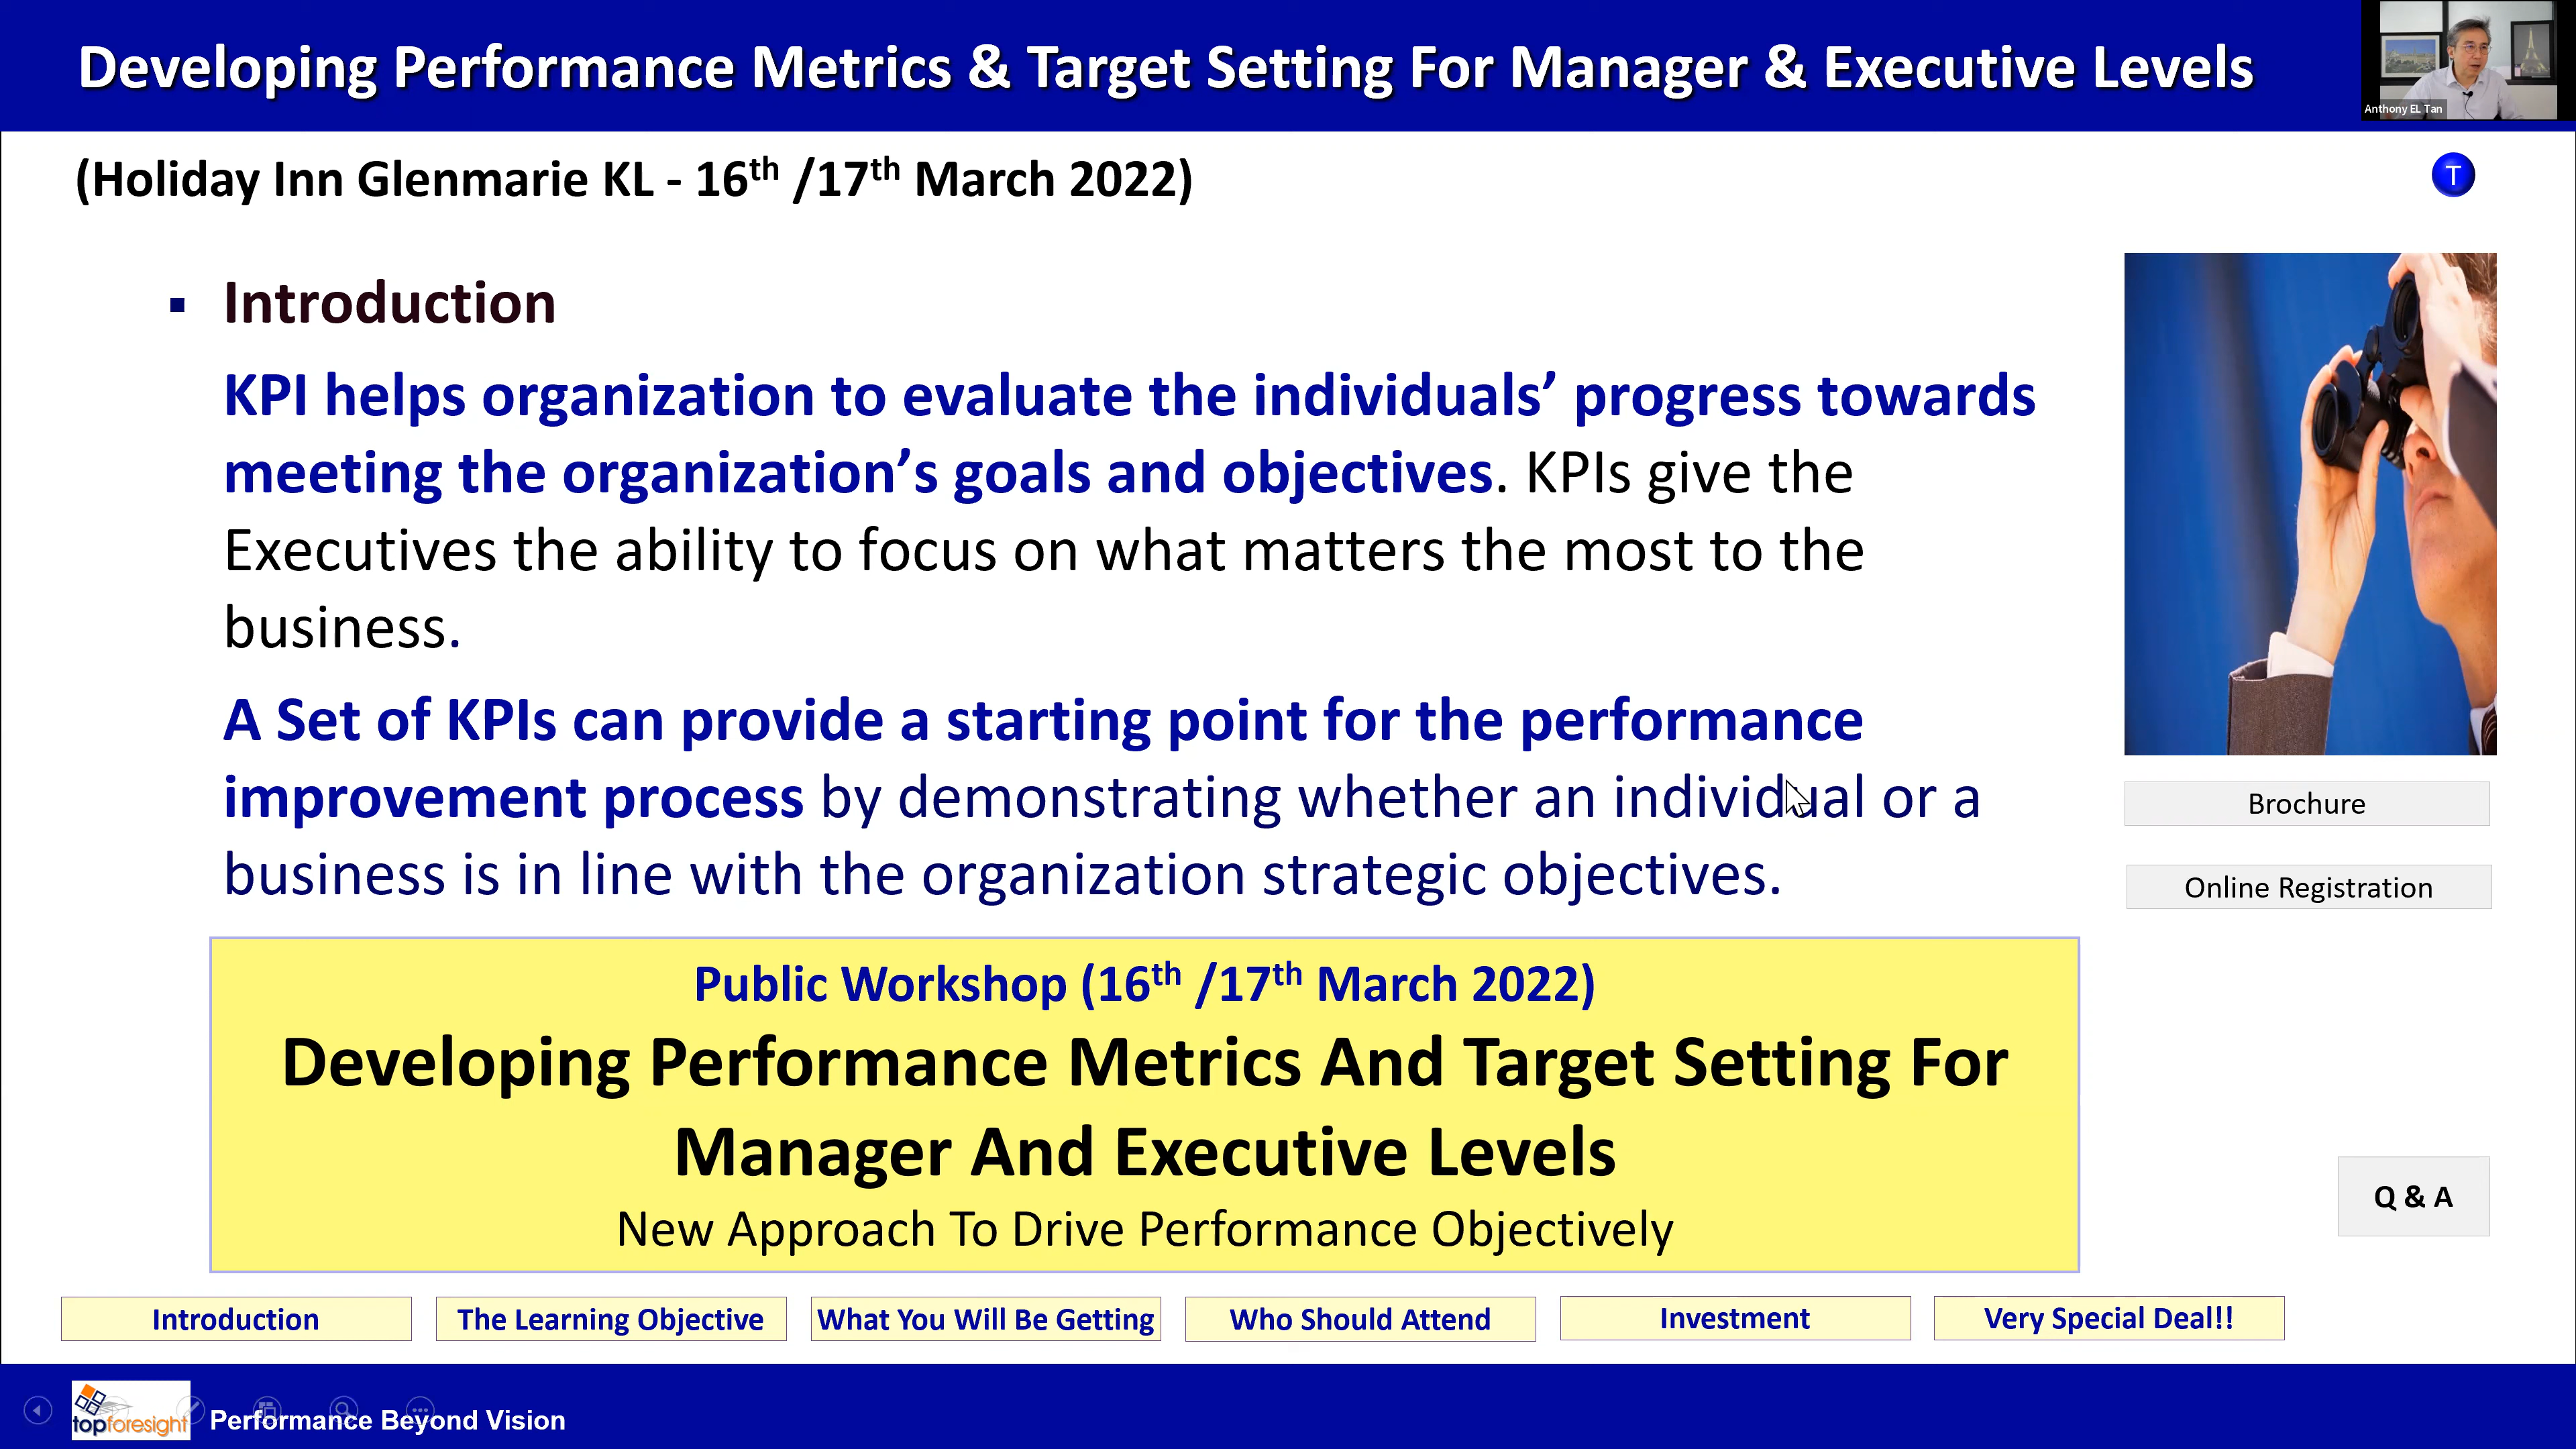 Developing Performance Metrics & Target Setting For Manager & Executive Levels
Anthony EL Tan
(Holiday Inn Glenmarie KL - 16th /17th March 2022)
T
▪ Introduction
KPI helps organization to evaluate the individuals’ progress towards
meeting the organization’s goals and objectives. KPIs give the
Executives the ability to focus on what matters the most to the
business.
A Set of KPIs can provide a starting point for the performance
improvement process by demonstrating whether an individual or a
business is in line with the organization strategic objectives.
Brochure
Online Registration
Public Workshop (16th /17th March 2022)
Developing Performance Metrics And Target Setting For
Manager And Executive Levels
New Approach To Drive Performance Objectively
Q & A
Introduction
The Learning Objective
What You Will Be Getting
Who Should Attend
Investment
Very Special Deal!!
topforesight
Performance Beyond Vision